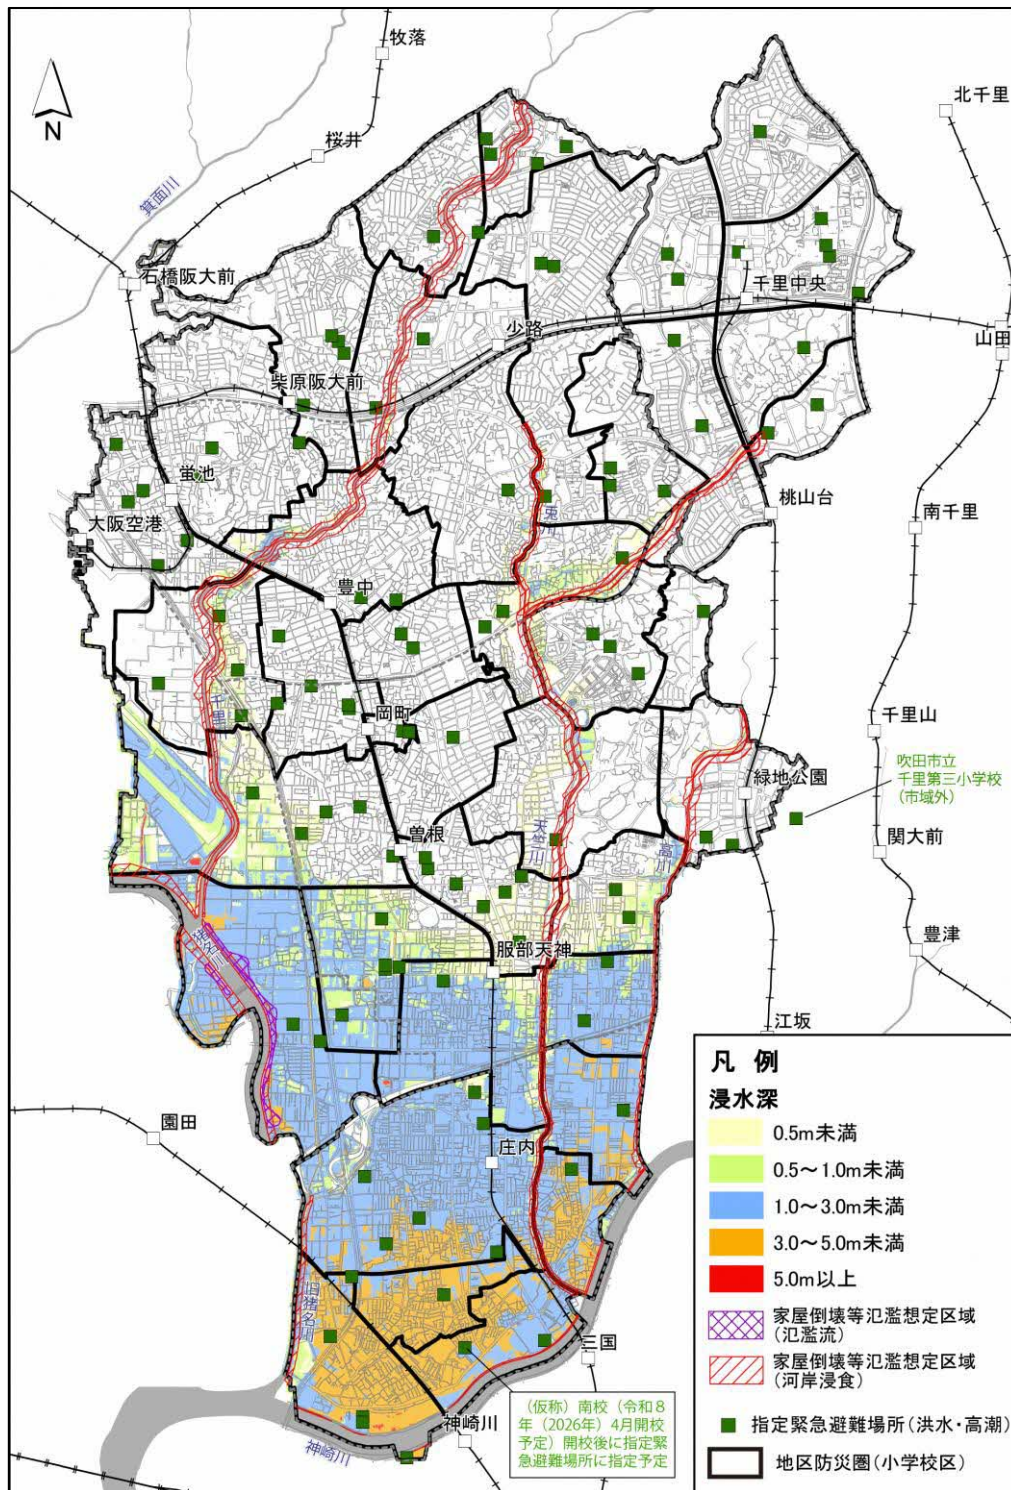 牧落
北千里
N
桜井
箕面川
石橋阪大前
千里中央
少路
山田
柴原阪大前
蛍池
桃山台
大阪空港
兎川
南千里
豊中
千里
岡町
千里山
吹田市立
千里第三小学校
(市域外)
緑地公園
曽根
天竺川
高川
関大前
猪名川
服部天神
豊津
江坂
園田
庄内
旧猪名川
三国
神崎川
神崎川
(仮称)南校(令和8
年(2026年)4月開校
予定)開校後に指定緊
急避難場所に指定予定
凡 例
浸水深
0.5m未満
0.5~1.0m未満
1.0~3.0m未満
3.0~5.0m未満
5.0m以上
家屋倒壊等氾濫想定区域
(氾濫流)
家屋倒壊等氾濫想定区域
(河岸浸食)
指定緊急避難場所(洪水・高潮)
地区防災圏(小学校区)